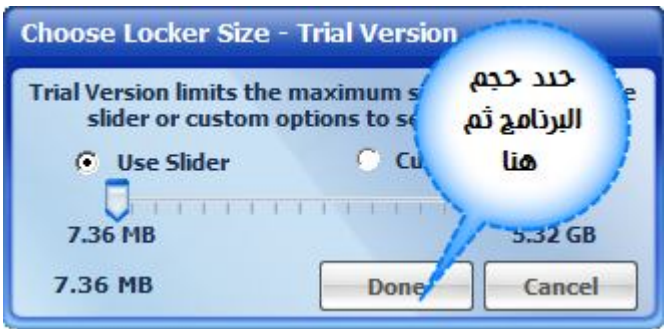 Choose Locker Size - Trial Version
حدد حجم
البرنامج ثم
هنا
Trial Version limits the maximum s
slider or custom options to se
Use Slider
Cu
7.36 MB
5.32 GB
7.36 MB
Done
Cancel